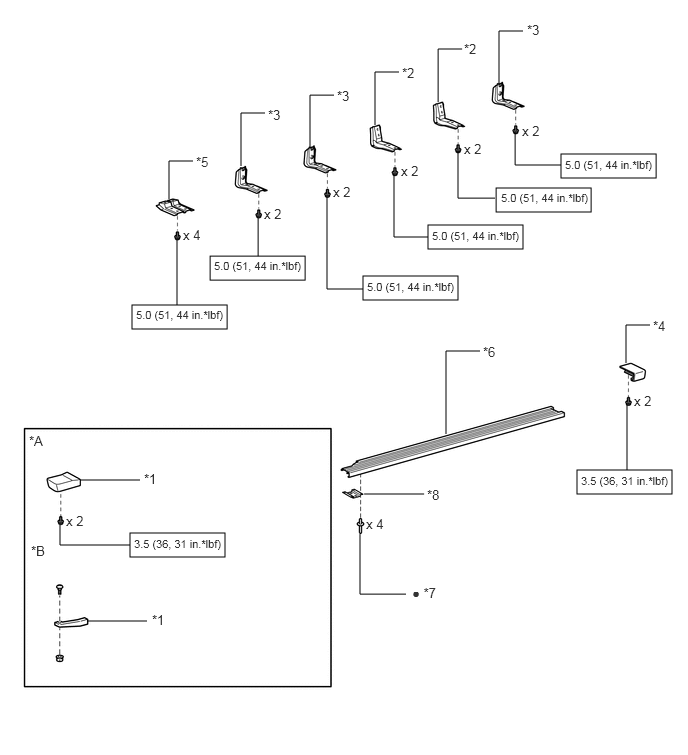 *3
*2
*2
*3
x 2
*3
x 2
5.0 (51, 44 in.*lbf)
*5
x 2
x 2
5.0 (51, 44 in.*lbf)
x 2
x 4
5.0 (51, 44 in.*lbf)
5.0 (51, 44 in.*lbf)
5.0 (51, 44 in.*lbf)
5.0 (51, 44 in.*lbf)
*4
*6
x 2
*A
*1
3.5 (36, 31 in.*lbf)
*8
x 2
x 4
3.5 (36, 31 in.*lbf)
*B
*7
*1